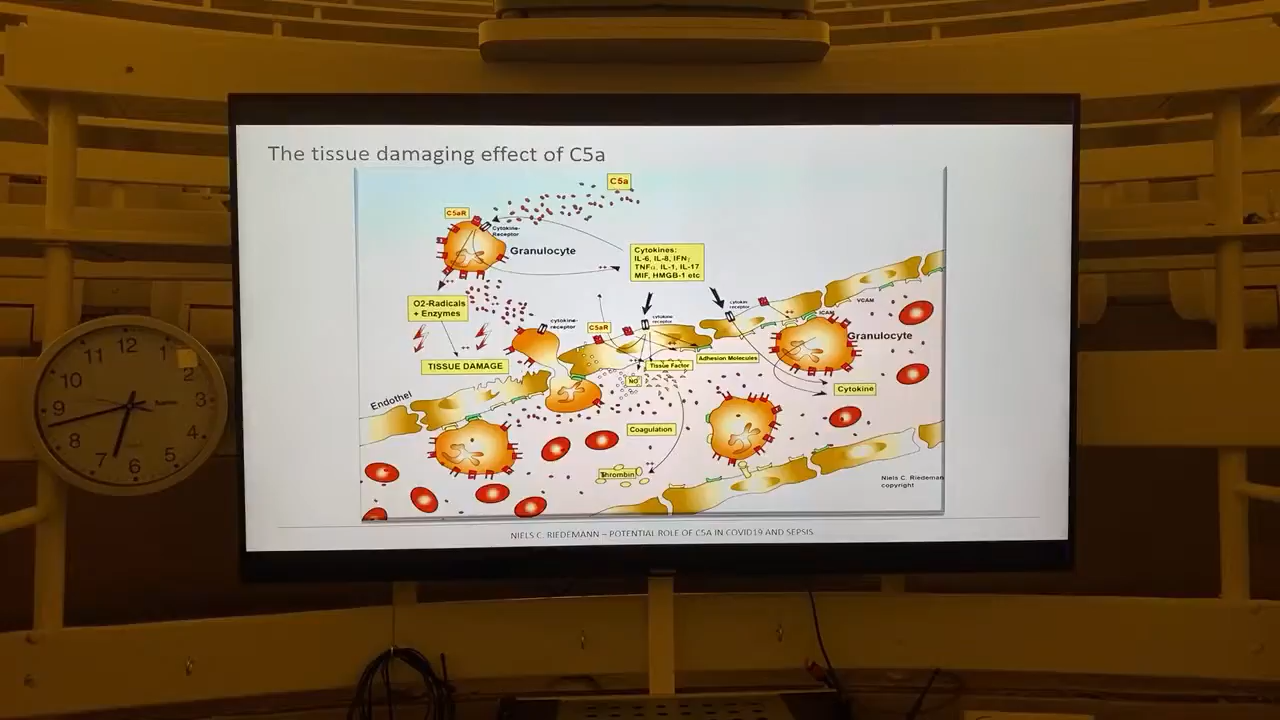 The tissue damaging effect of C5a
C5a
C5aR
Cytokine-
Receptor
Granulocyte
Cytokines:
IL-6, IL-8, IFNγ
TNFα, IL-1, IL-17
MIF, HMGB-1 etc
++
O2-Radicals
+ Enzymes
++
TISSUE DAMAGE
cytokine-
receptor
C5aR
cytokine
receptor
cytokine
receptor
VCAM
ICAM
Granulocyte
Adhesion Molecules
Tissue Factor
NO
Cytokine
Endothel
Coagulation
++
Thrombin
Niels C. Riedeman
copyright
NIELS C. RIEDEMANN – POTENTIAL ROLE OF C5A IN COVID19 AND SEPSIS
12
1
2
3
4
5
6
7
8
9
10
11